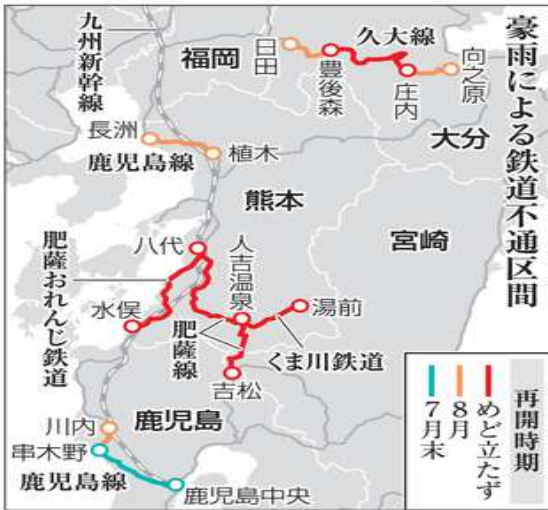 豪雨による鉄道不通区間
九州新幹線
福岡
日田
豊後森
久大線
庄内
向之原
大分
長洲
鹿児島線
植木
熊本
宮崎
八代
肥薩おれんじ鉄道
水俣
人吉温泉
湯前
肥薩線
くま川鉄道
吉松
鹿児島
川内
串木野
鹿児島線
鹿児島中央
再開時期
めど立たず
8月
7月末